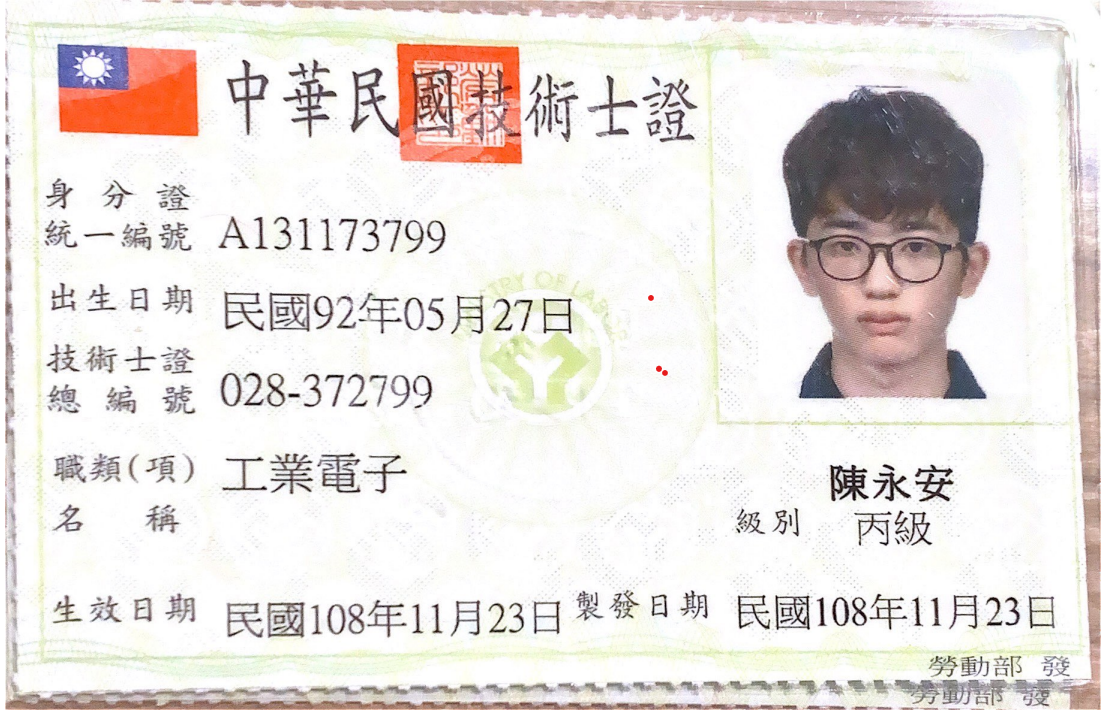 中華民國技術士證
身分證
統一編號 A131173799
出生日期 民國92年05月27日
技術士證
總編號 028-372799
職類(項) 工業電子
名稱
陳永安
級別 丙級
生效日期 民國108年11月23日 製發日期 民國108年11月23日
勞動部 發
勞動部 發